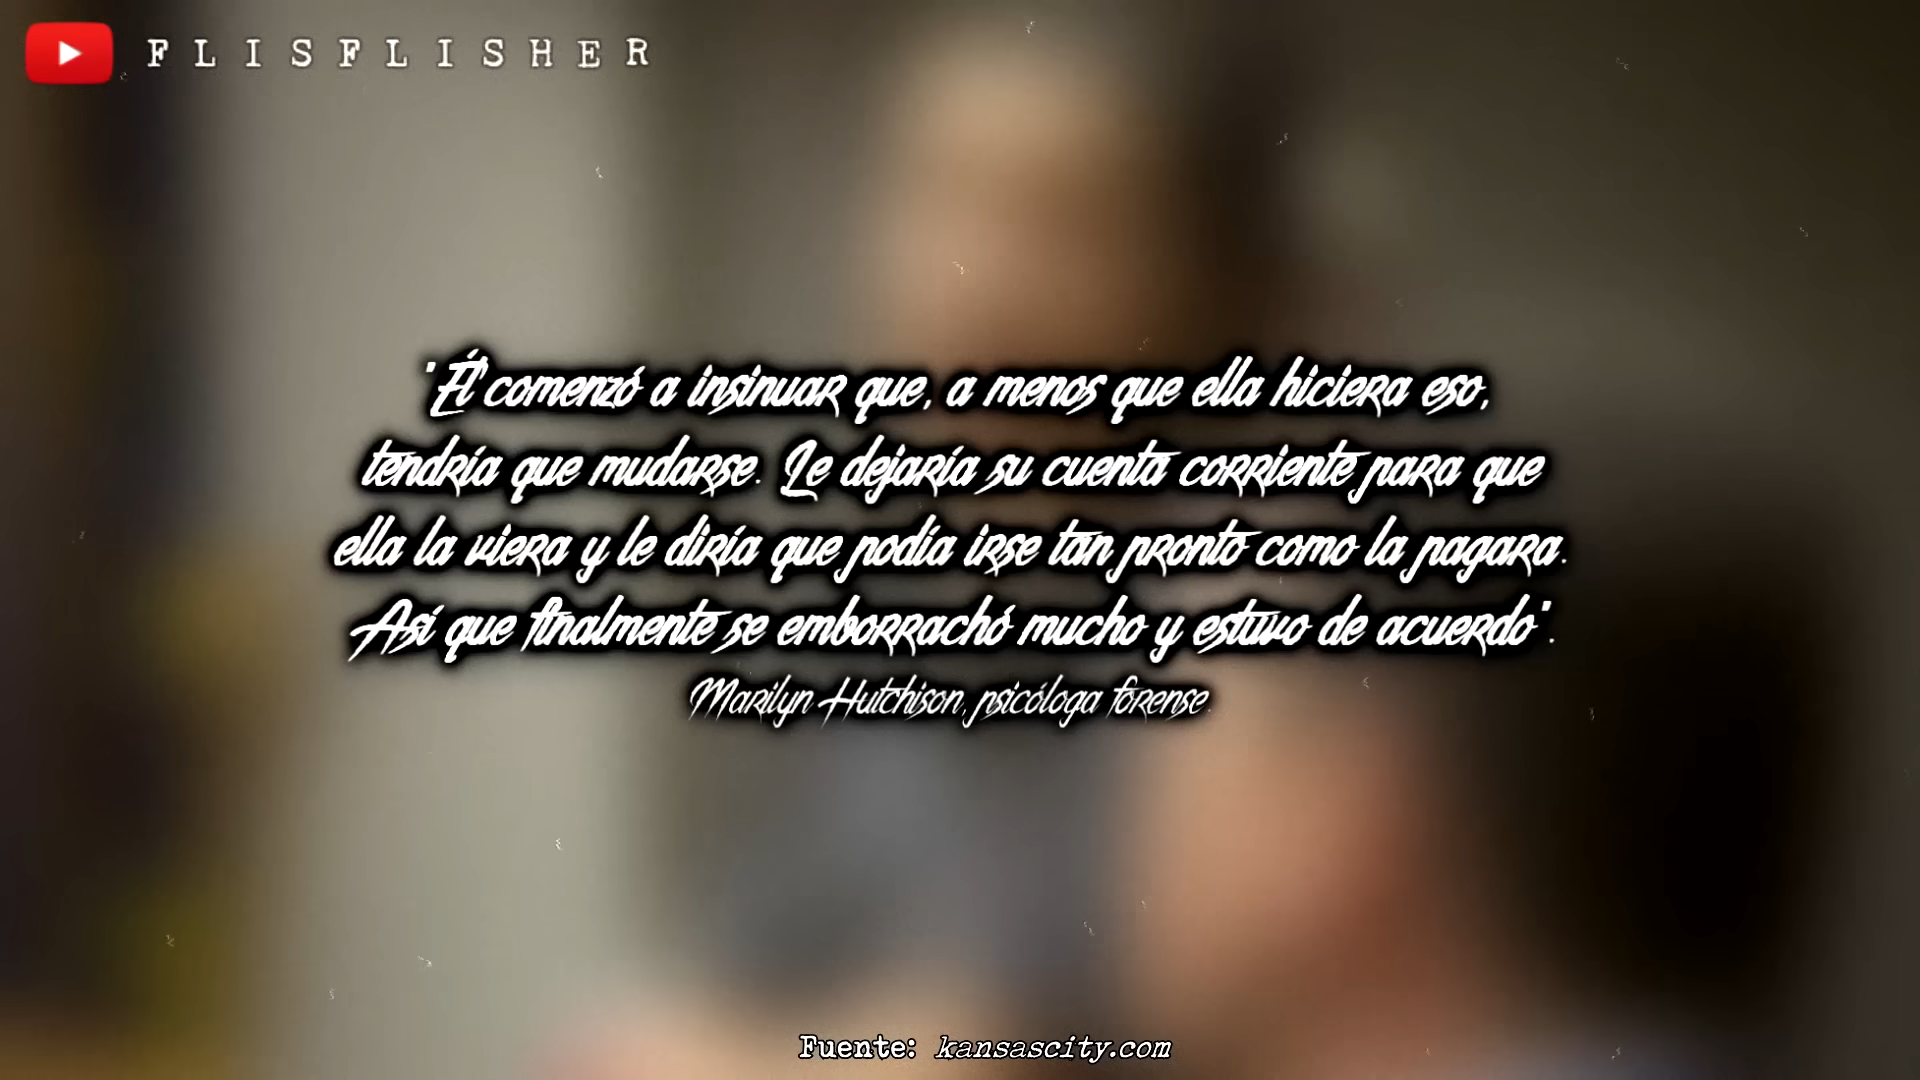 FLISFLISHER
"Él comenzó a insinuar que, a menos que ella hiciera eso,
tendría que mudarse. Le dejaría su cuenta corriente para que
ella la viera y le diría que podía irse tan pronto como la pagara.
Así que finalmente se emborrachó mucho y estuvo de acuerdo".
Marilyn Hutchison, psicóloga forense.
Fuente: kansascity.com